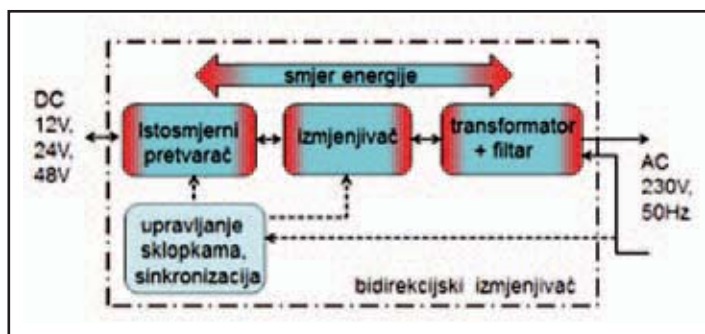 smjer energije
DC
12V,
24V,
48V
Istosmjerni
pretvarač
izmjenjivač
transformator
+ filtar
AC
230V,
50Hz
upravljanje
sklopkama,
sinkronizacija
bidirekcijski izmjenjivač